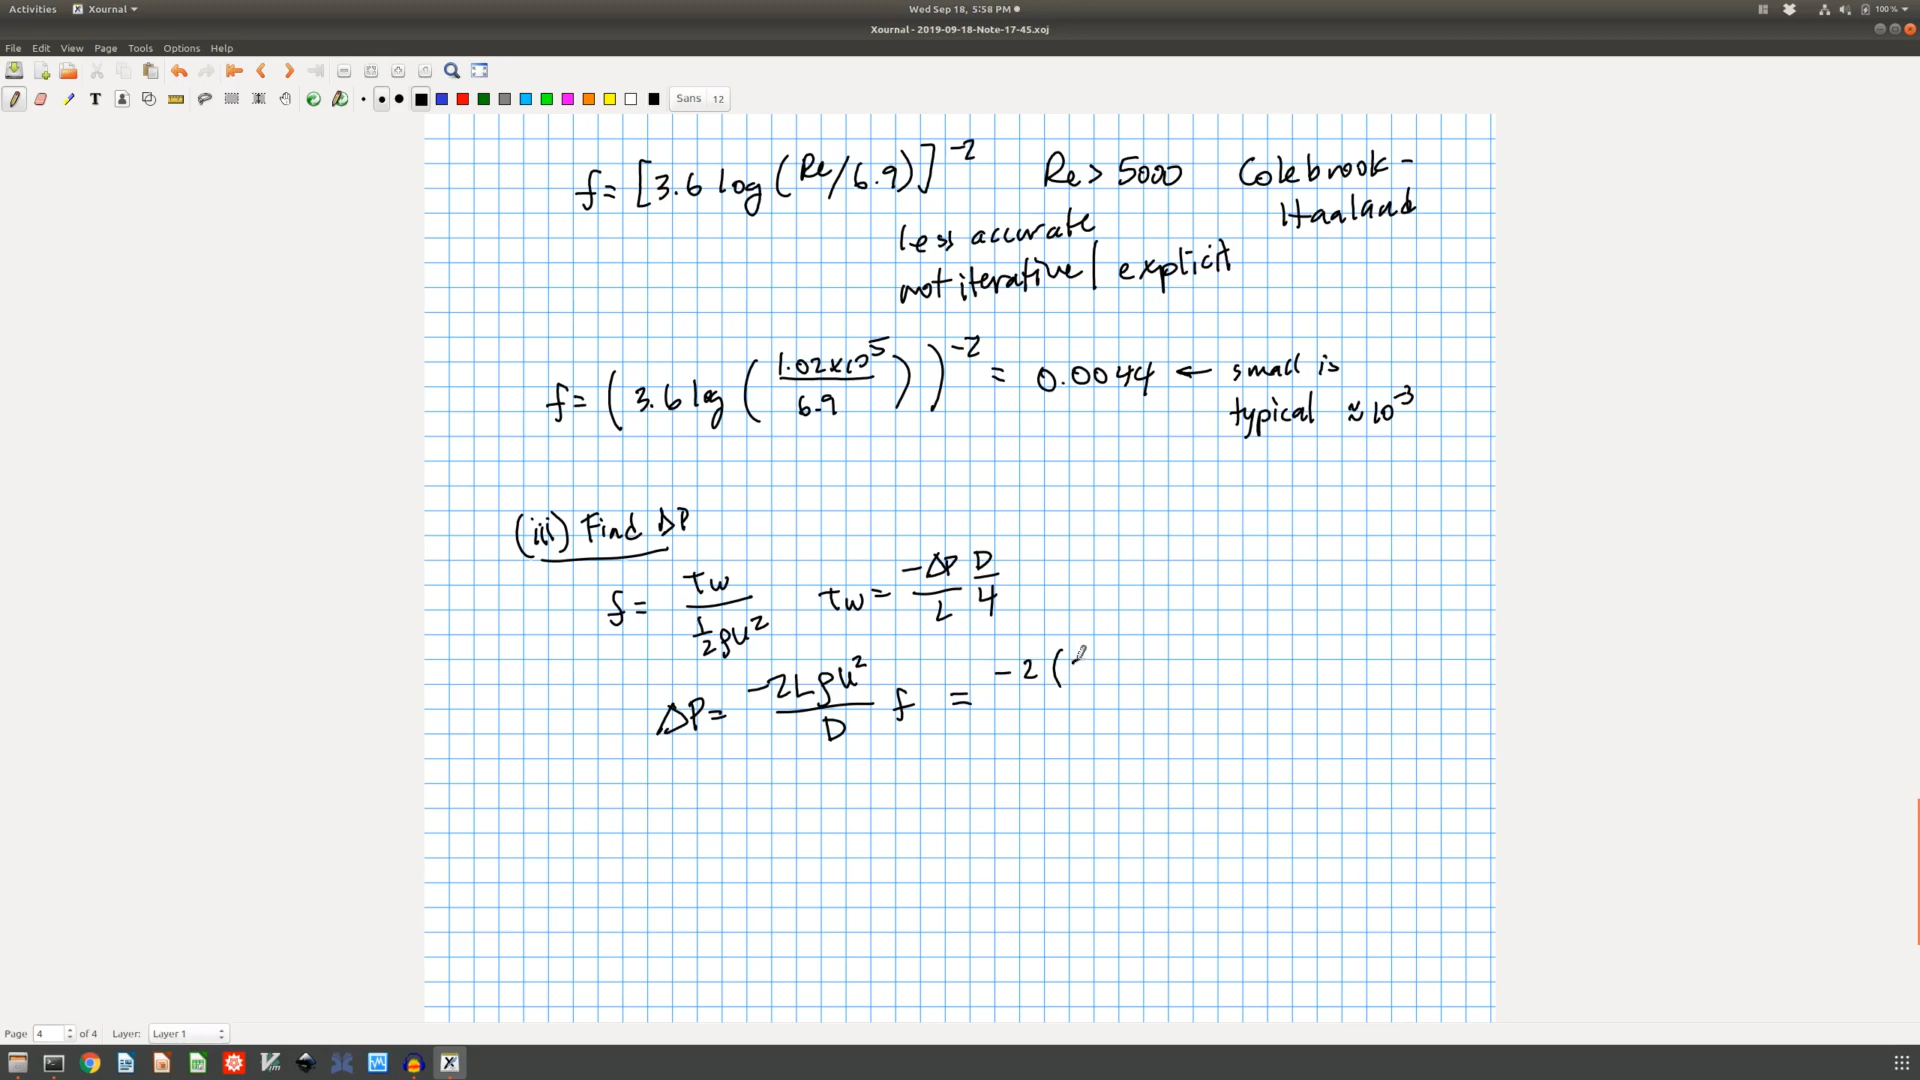 Activities Xournal Wed Sep 18, 5:58 PM 100 %
Xournal - 2019-09-18-Note-17-45.xoj
File Edit View Page Tools Options Help
Sans 12
f = [3.6 log (Re/6.9)]^-2 Re > 5000 Colebrook -
Haaland
less accurate
not iterative / explicit
f = (3.6 log (1.02x10^5 / 6.9))^-2 = 0.0044 ← small is
typical ≈ 10^-3
(iii) Find ΔP
f = τw / (1/2 ρu^2) τw = -ΔP/L D/4
ΔP = -2Lρu^2 / D f = -2 (
Page 4 of 4 Layer: Layer 1